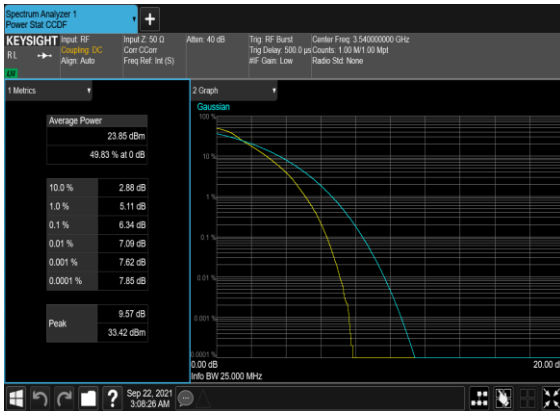 Spectrum Analyzer 1
Power Stat CCDF
KEYSIGHT
RL
LXI
Input: RF
Coupling: DC
Align: Auto
Input Z: 50 Ω
Corr CCorr
Freq Ref: Int (S)
Atten: 40 dB
Trig: RF Burst
Trig Delay: 500.0 µs
#IF Gain: Low
Center Freq: 3.540000000 GHz
Counts: 1.00 M/1.00 Mpt
Radio Std: None
1 Metrics
Average Power
23.85 dBm
49.83 % at 0 dB
10.0 % 2.88 dB
1.0 % 5.11 dB
0.1 % 6.34 dB
0.01 % 7.09 dB
0.001 % 7.62 dB
0.0001 % 7.85 dB
Peak
9.57 dB
33.42 dBm
2 Graph
Gaussian
100 %
10 %
1 %
0.1 %
0.01 %
0.001 %
0.0001 %
0.00 dB
20.00 d
Info BW 25.000 MHz
Sep 22, 2021
3:08:26 AM